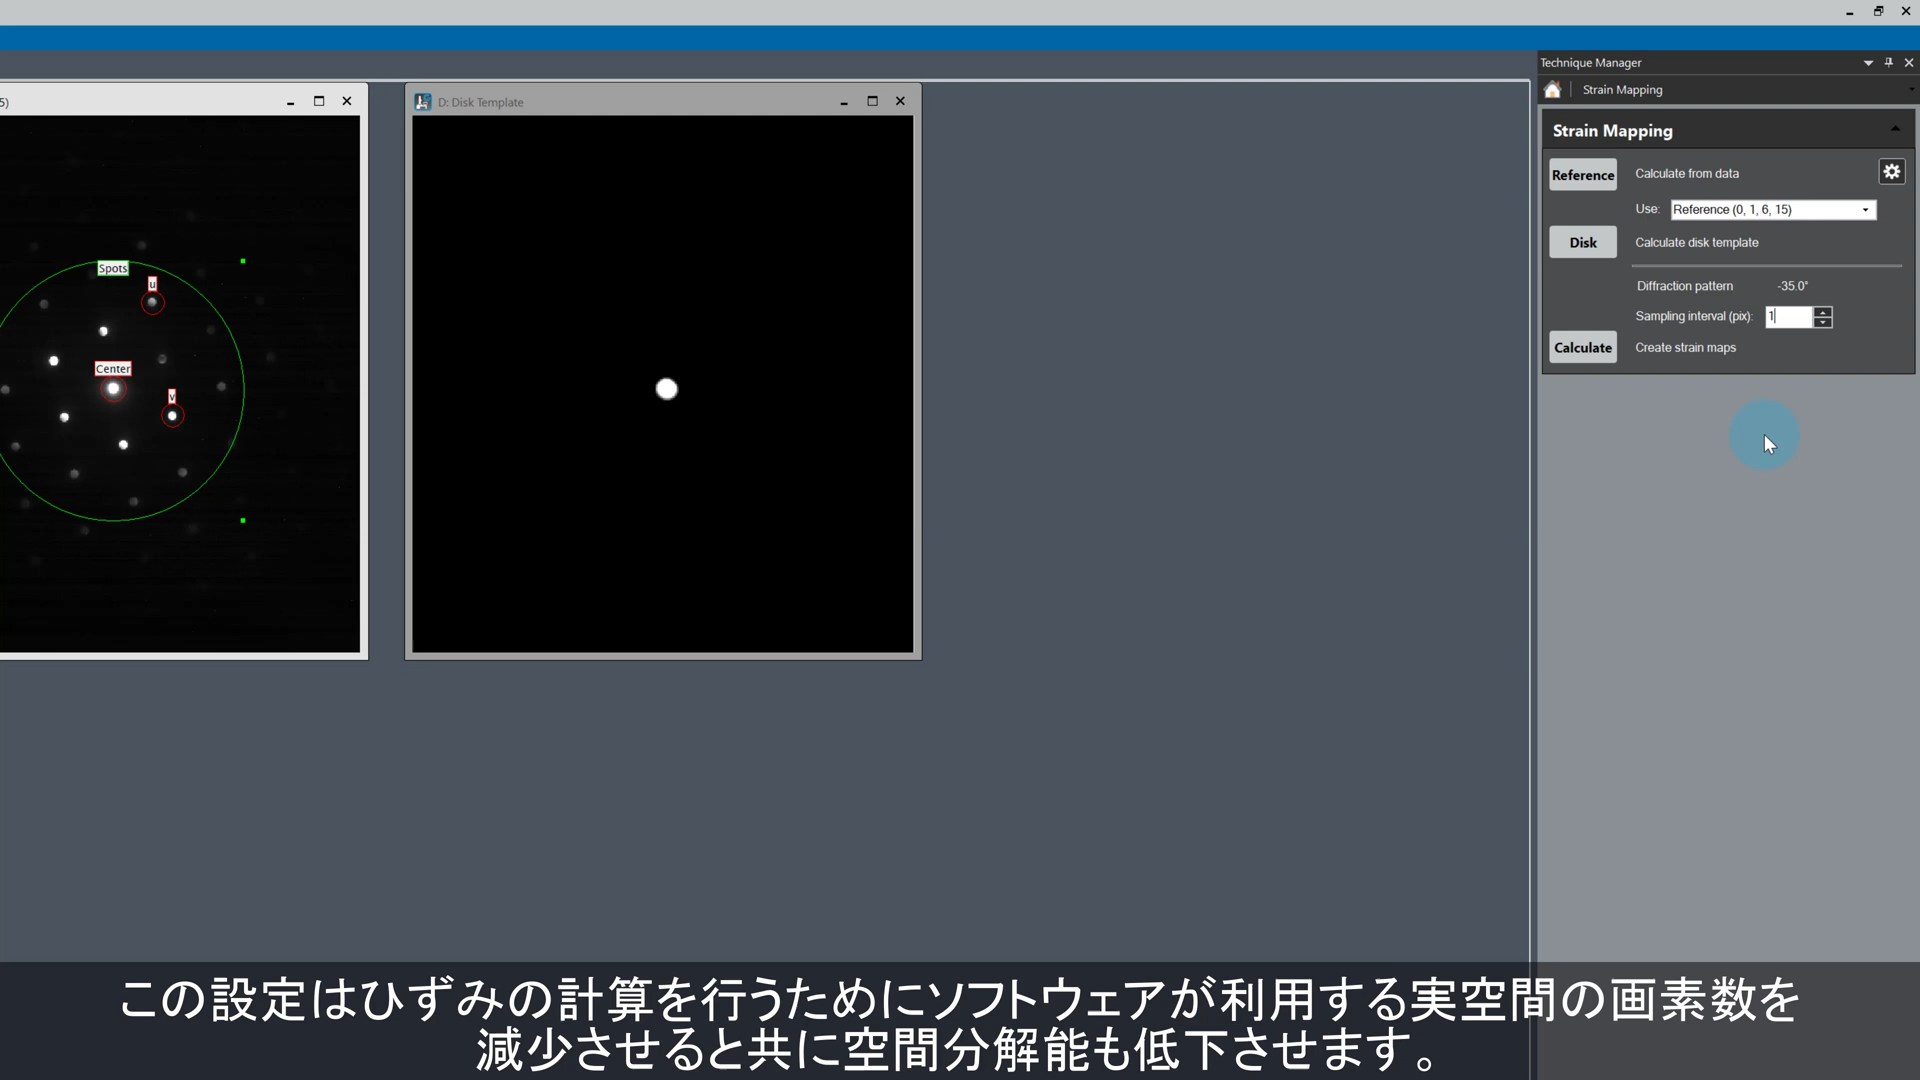 Technique Manager
Strain Mapping
5)
D: Disk Template
Strain Mapping
Reference
Calculate from data
Use:
Reference (0, 1, 6, 15)
Disk
Calculate disk template
Diffraction pattern
-35.0°
Sampling interval (pix):
1
Calculate
Create strain maps
Spots
u
Center
v
この設定はひずみの計算を行うためにソフトウェアが利用する実空間の画素数を
減少させると共に空間分解能も低下させます。